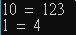 10 = 123
1 = 4